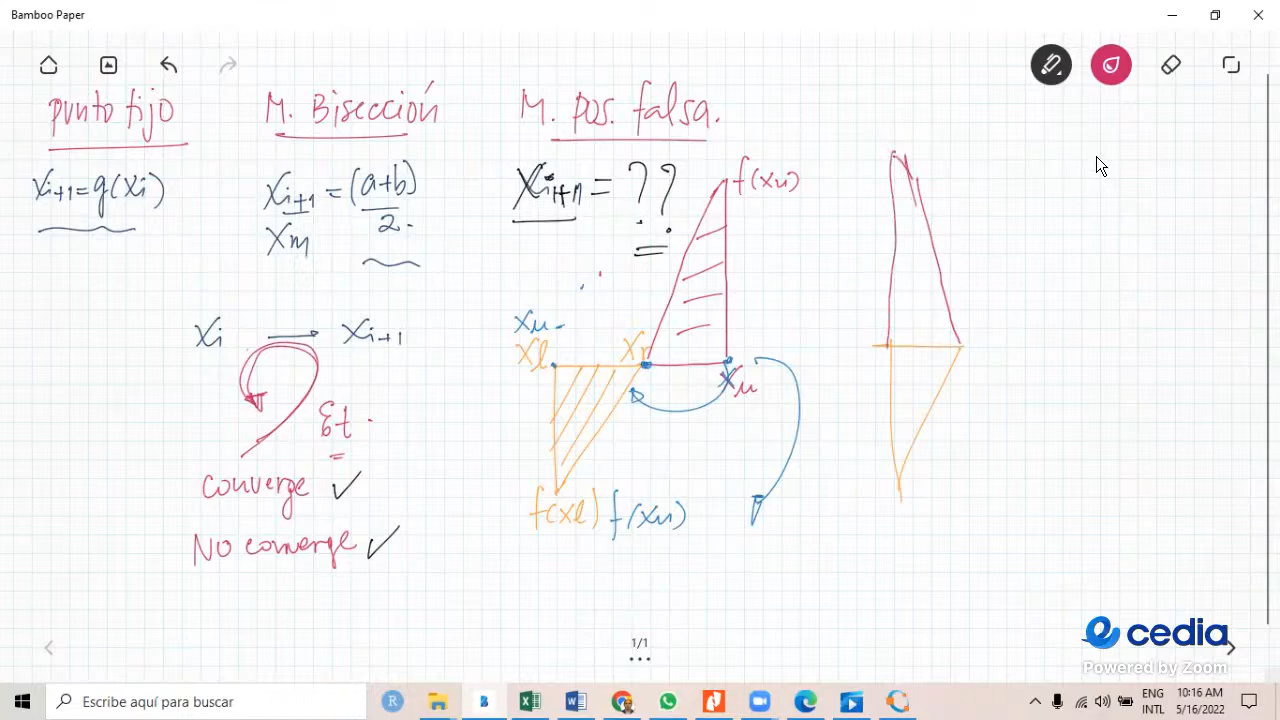 Bamboo Paper
punto fijo
M. Bisección
M. pos. falsa.
Xi+1=g(Xi)
Xi+1 = (a+b)
2
Xm
Xi+1 = ??
f(xu)
Xi → Xi+1
Et
Converge ✓
No converge ✓
Xu
Xl
Xr
Xu
f(xl) f(xu)
1/1
cedia
Powered by Zoom
Escribe aquí para buscar
ENG
INTL
10:16 AM
5/16/2022